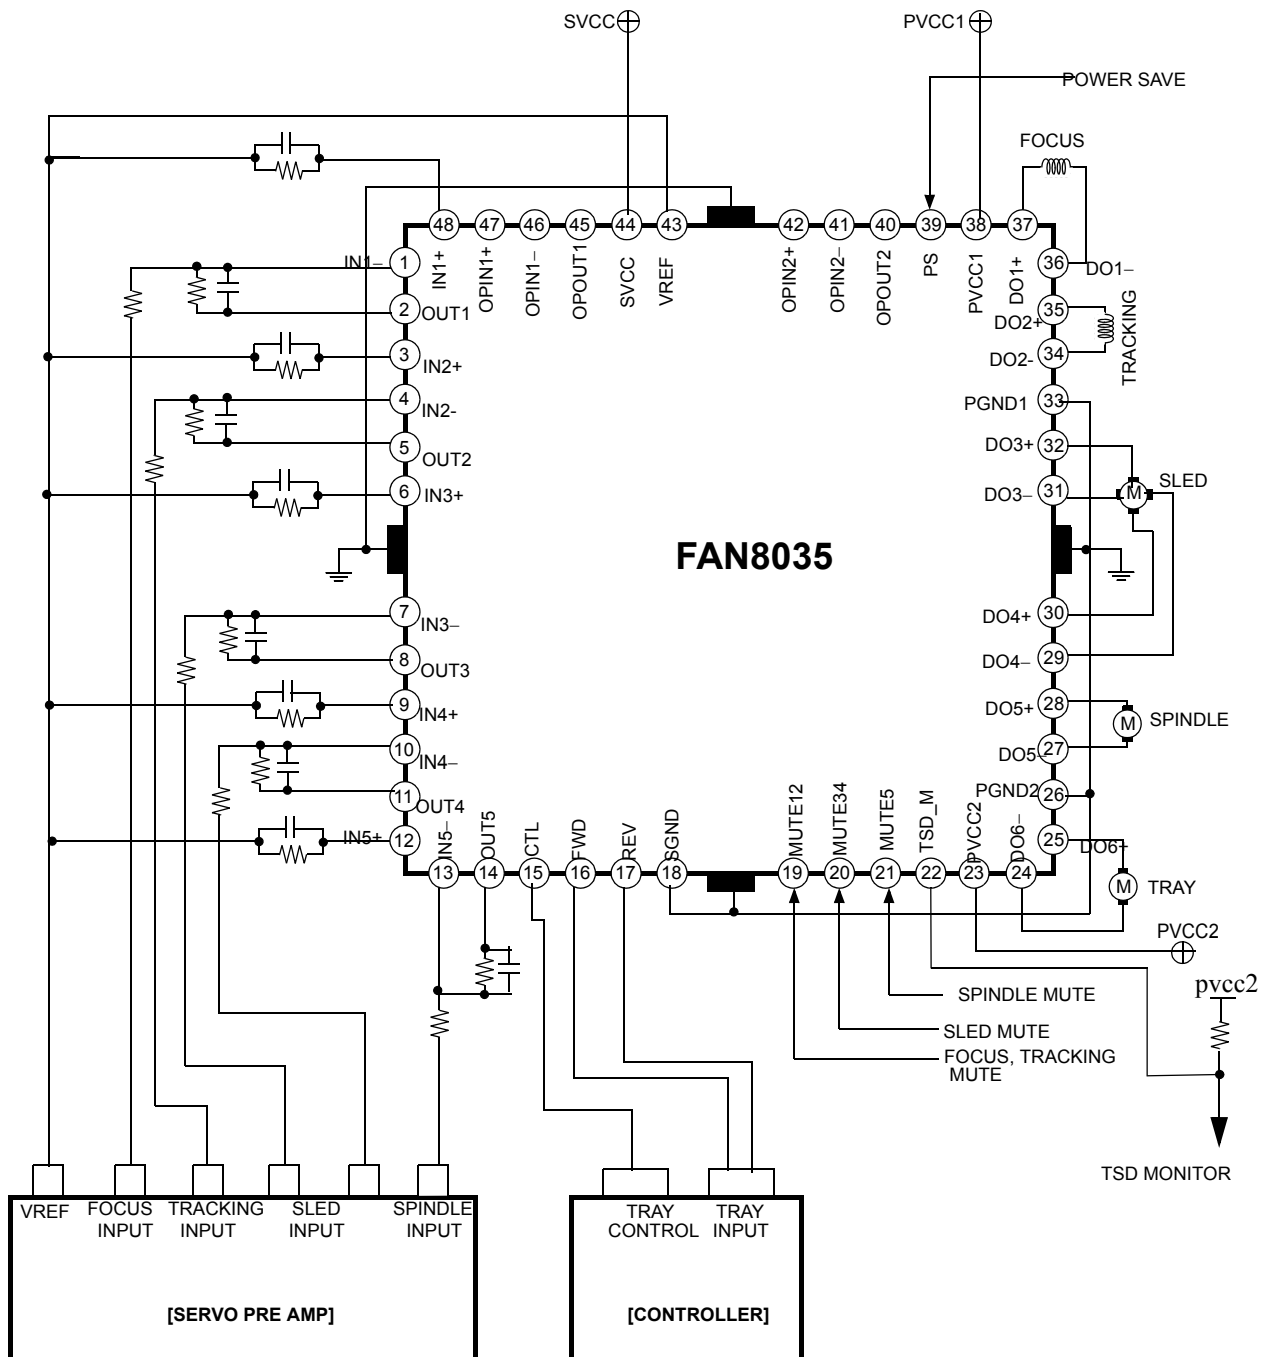 SVCC
PVCC1
POWER SAVE
FOCUS
48 47 46 45 44 43 42 41 40 39 38 37
IN1+
OPIN1+
OPIN1–
OPOUT1
SVCC
VREF
OPIN2+
OPIN2–
OPOUT2
PS
PVCC1
DO1+
IN1–
1
2
OUT1
3
IN2+
4
IN2-
5
OUT2
6
IN3+
7
IN3–
8
OUT3
9
IN4+
10
IN4–
11
OUT4
IN5+
12
36
DO1–
35
DO2+
34
DO2-
TRACKING
33
PGND1
DO3+
32
DO3–
31
M
SLED
FAN8035
DO4+
30
DO4–
29
DO5+
28
M
SPINDLE
DO5–
27
PGND2
26
25
DO6+
IN5–
OUT5
CTL
FWD
REV
SGND
MUTE12
MUTE34
MUTE5
TSD_M
PVCC2
DO6–
13 14 15 16 17 18 19 20 21 22 23 24
M
TRAY
PVCC2
pvcc2
SPINDLE MUTE
SLED MUTE
FOCUS, TRACKING
MUTE
TSD MONITOR
VREF
FOCUS
INPUT
TRACKING
INPUT
SLED
INPUT
SPINDLE
INPUT
TRAY
CONTROL
TRAY
INPUT
[SERVO PRE AMP]
[CONTROLLER]